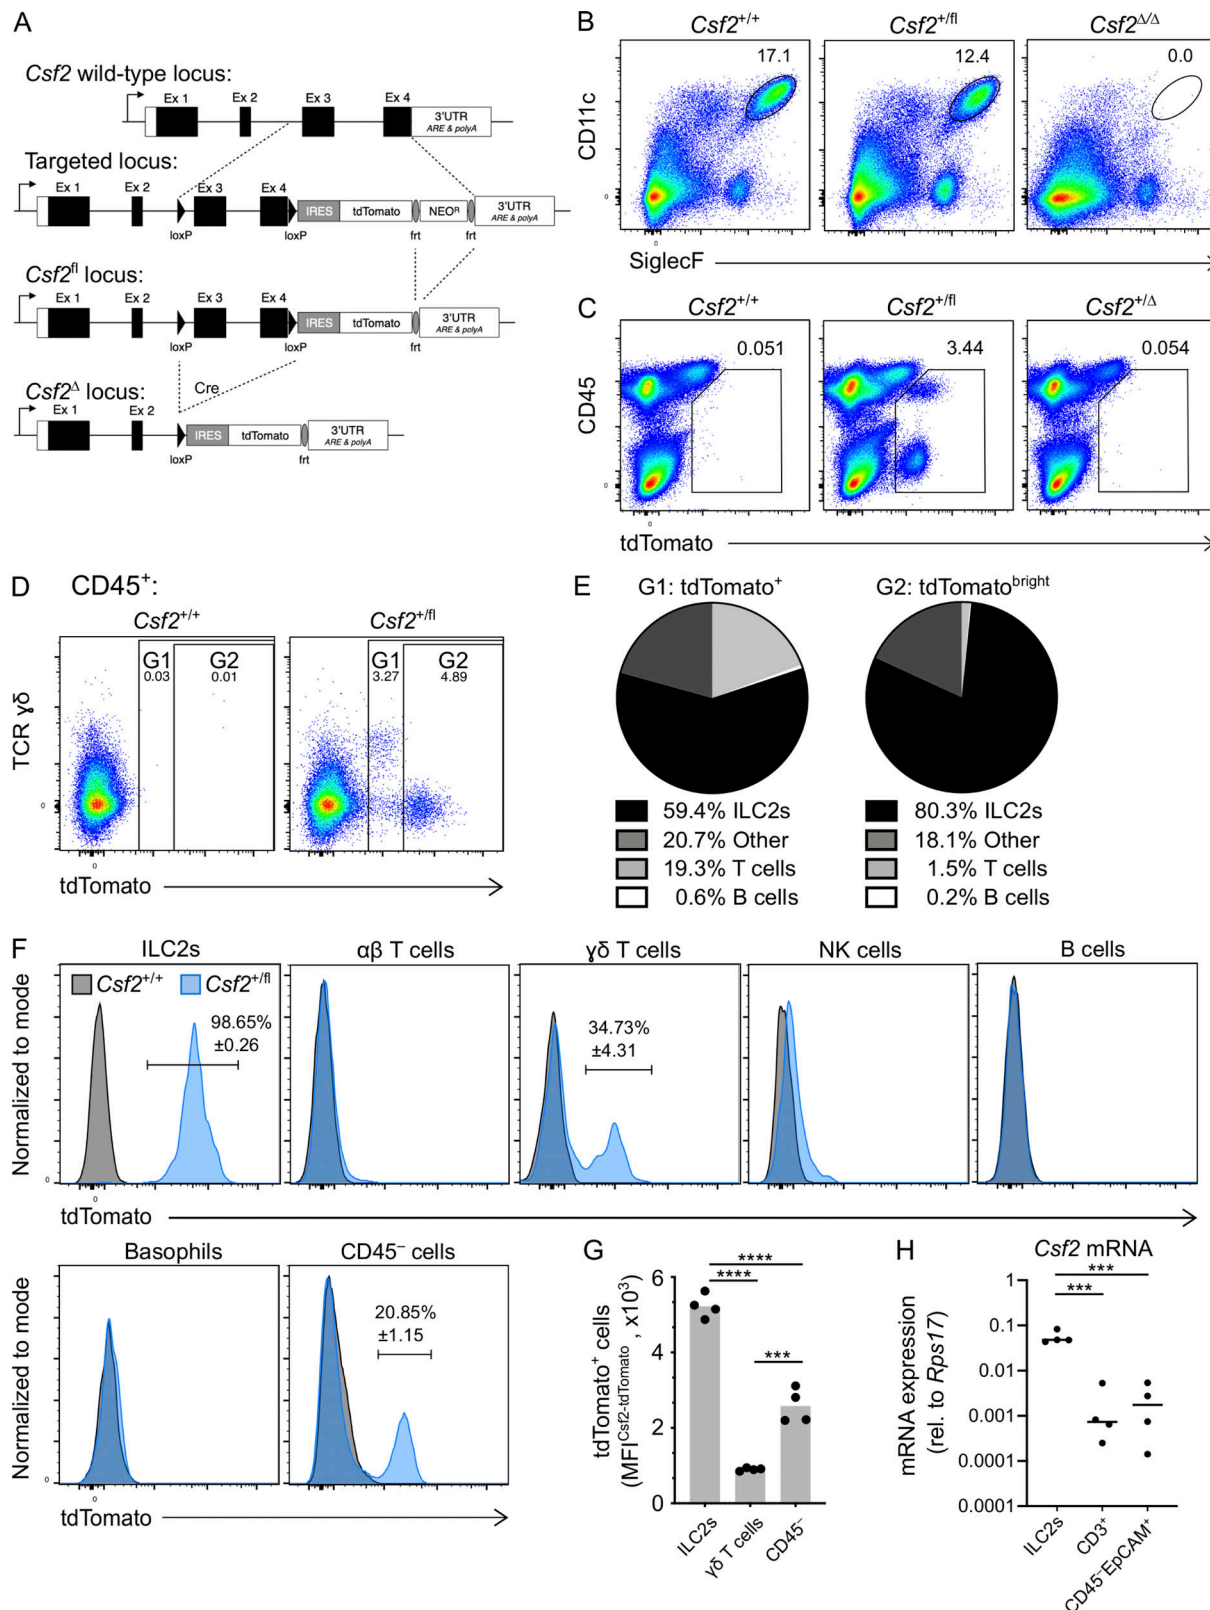 A
Csf2 wild-type locus:
Ex 1 Ex 2 Ex 3 Ex 4
3'UTR
ARE & polyA
Targeted locus:
Ex 1 Ex 2 Ex 3 Ex 4
IRES tdTomato NEOR 3'UTR
ARE & polyA
loxP loxP frt frt
Csf2fl locus:
Ex 1 Ex 2 Ex 3 Ex 4
IRES tdTomato 3'UTR
ARE & polyA
loxP loxP frt
Cre
Csf2Δ locus:
Ex 1 Ex 2
IRES tdTomato 3'UTR
ARE & polyA
loxP frt
B
Csf2+/+ Csf2+/fl Csf2Δ/Δ
17.1 12.4 0.0
CD11c
0
0
SiglecF
C
Csf2+/+ Csf2+/fl Csf2+/Δ
0.051 3.44 0.054
CD45
0
0
tdTomato
D CD45+:
Csf2+/+ Csf2+/fl
G1 G2 G1 G2
0.03 0.01 3.27 4.89
TCR γδ
0
0
tdTomato
E
G1: tdTomato+ G2: tdTomatobright
59.4% ILC2s 80.3% ILC2s
20.7% Other 18.1% Other
19.3% T cells 1.5% T cells
0.6% B cells 0.2% B cells
F
ILC2s αβ T cells γδ T cells NK cells B cells
Csf2+/+ Csf2+/fl
98.65%
±0.26
34.73%
±4.31
Normalized to mode
0
0
tdTomato
Basophils CD45− cells
20.85%
±1.15
Normalized to mode
0
0
tdTomato
G
tdTomato+ cells
(MFICsf2-tdTomato, x103)
****
****
***
6
4
2
0
ILC2s
γδ T cells
CD45−
H
Csf2 mRNA
mRNA expression
(rel. to Rps17)
***
***
1
0.1
0.01
0.001
0.0001
0.0001
ILC2s
CD3+
CD45−EpCAM+